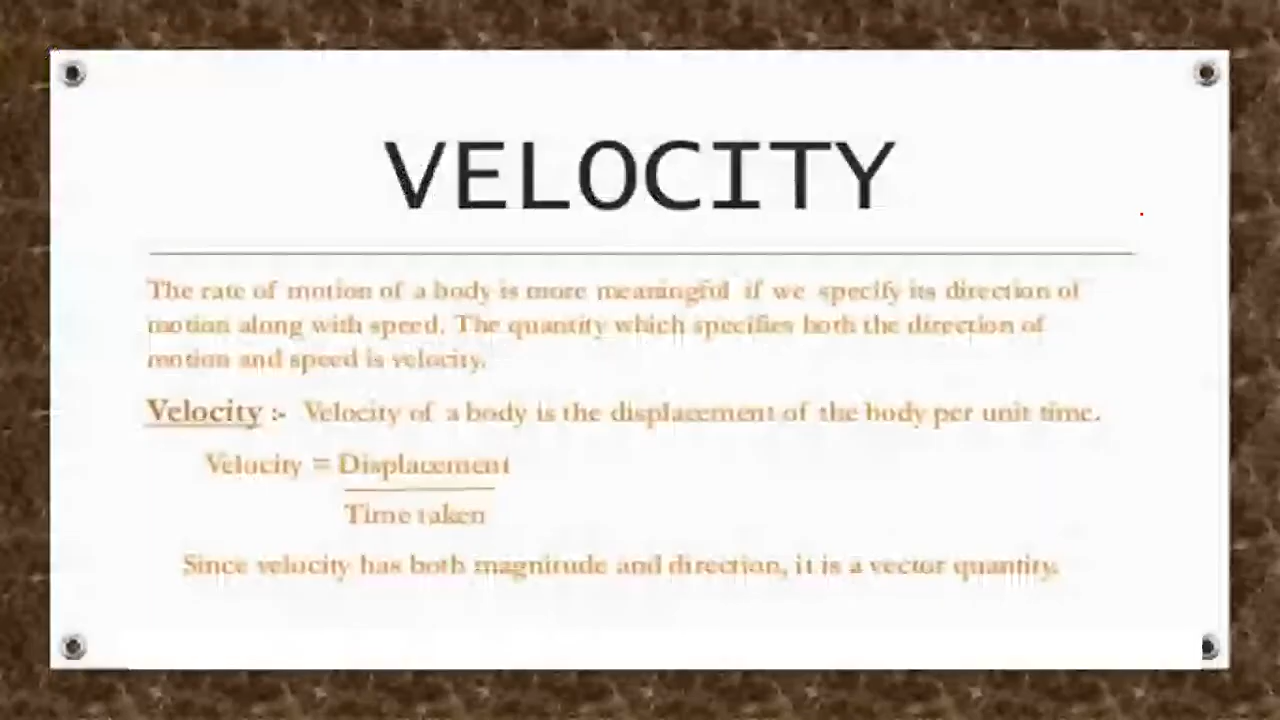 VELOCITY
The rate of motion of a body is more meaningful if we specify its direction of
motion along with speed. The quantity which specifies both the direction of
motion and speed is velocity.
Velocity :- Velocity of a body is the displacement of the body per unit time.
Velocity = Displacement
Time taken
Since velocity has both magnitude and direction, it is a vector quantity.